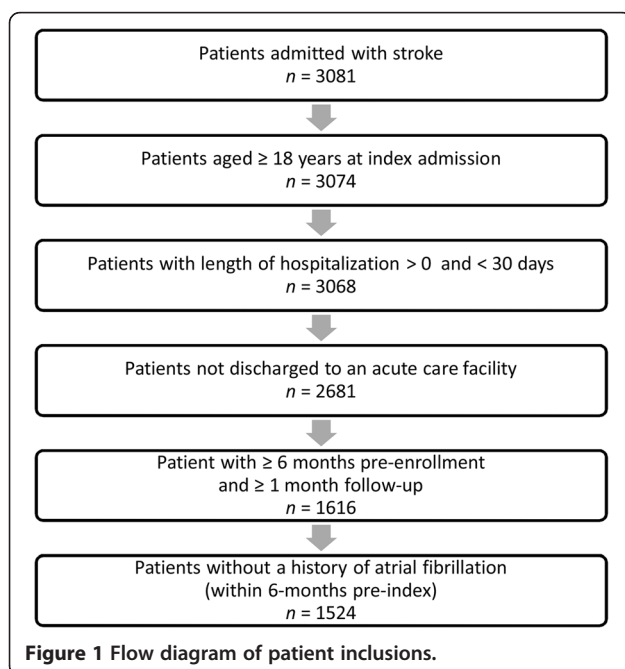 Patients admitted with stroke
n = 3081
Patients aged ≥ 18 years at index admission
n = 3074
Patients with length of hospitalization > 0 and < 30 days
n = 3068
Patients not discharged to an acute care facility
n = 2681
Patient with ≥ 6 months pre-enrollment
and ≥ 1 month follow-up
n = 1616
Patients without a history of atrial fibrillation
(within 6-months pre-index)
n = 1524
Figure 1 Flow diagram of patient inclusions.